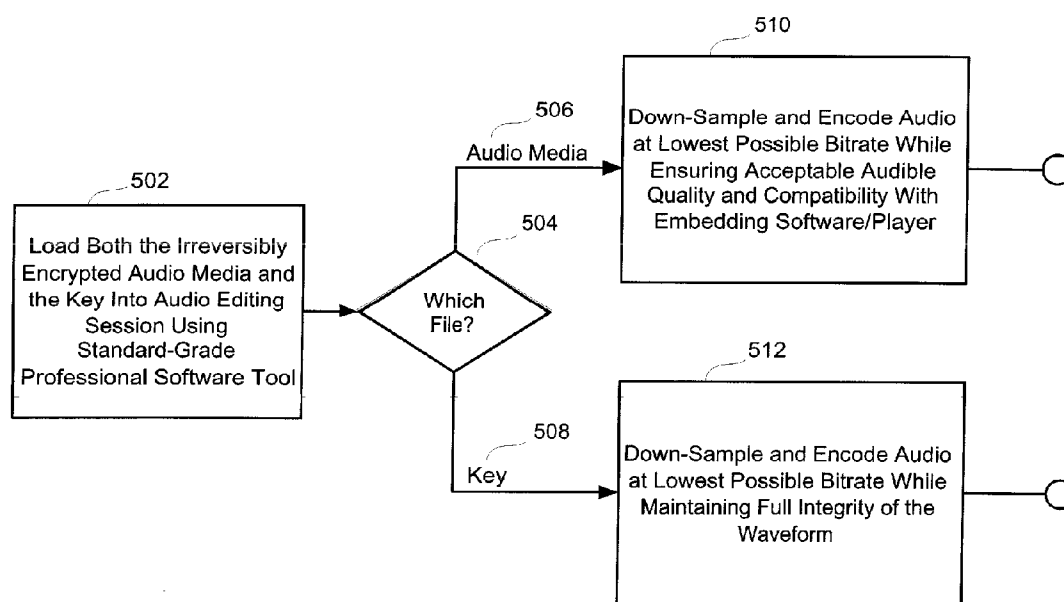 502
Load Both the Irreversibly
Encrypted Audio Media and
the Key Into Audio Editing
Session Using
Standard-Grade
Professional Software Tool
504
Which
File?
506
Audio Media
508
Key
510
Down-Sample and Encode Audio
at Lowest Possible Bitrate While
Ensuring Acceptable Audible
Quality and Compatibility With
Embedding Software/Player
512
Down-Sample and Encode Audio
at Lowest Possible Bitrate While
Maintaining Full Integrity of the
Waveform